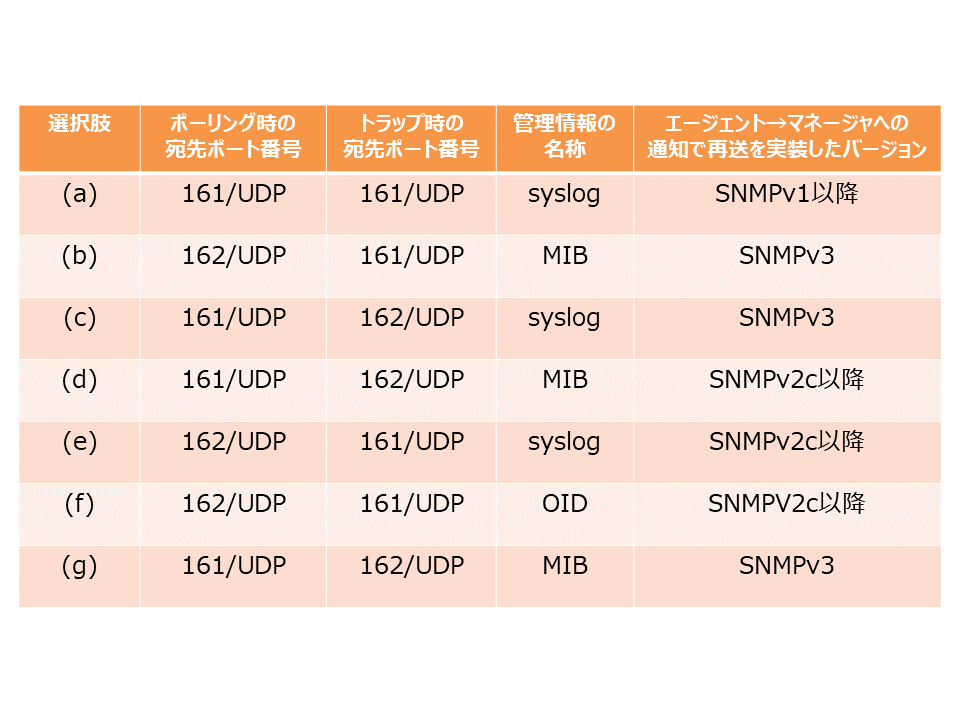 選択肢
ポーリング時の
宛先ポート番号
トラップ時の
宛先ポート番号
管理情報の
名称
エージェント→マネージャへの
通知で再送を実装したバージョン
(a) 161/UDP 161/UDP syslog SNMPv1以降
(b) 162/UDP 161/UDP MIB SNMPv3
(c) 161/UDP 162/UDP syslog SNMPv3
(d) 161/UDP 162/UDP MIB SNMPv2c以降
(e) 162/UDP 161/UDP syslog SNMPv2c以降
(f) 162/UDP 161/UDP OID SNMPV2c以降
(g) 161/UDP 162/UDP MIB SNMPv3